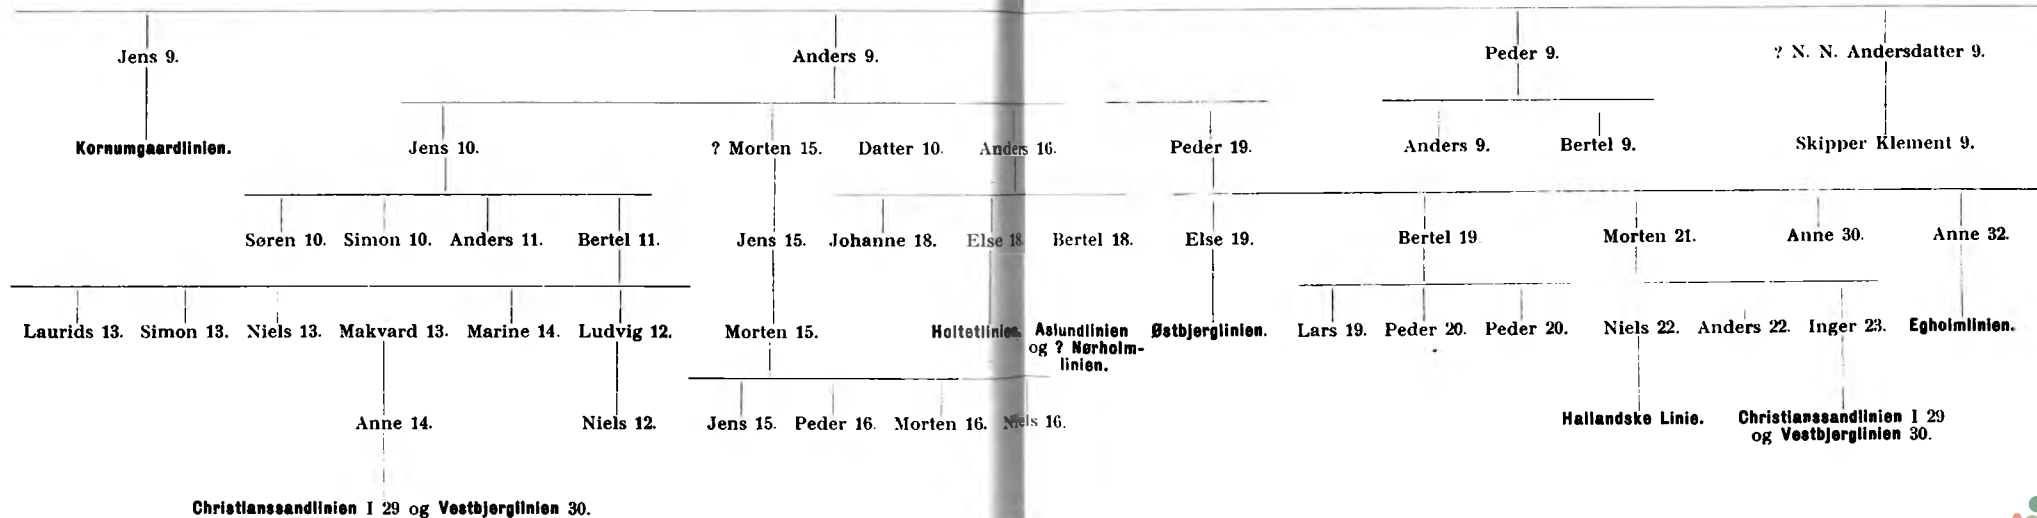 Jens 9. Anders 9. Peder 9. ? N. N. Andersdatter 9.
Kornumgaardlinien. Jens 10. ? Morten 15. Datter 10. Anders 16. Peder 19. Anders 9. Bertel 9. Skipper Klement 9.
Søren 10. Simon 10. Anders 11. Bertel 11. Jens 15. Johanne 18. Else 18. Bertel 18. Else 19. Bertel 19 Morten 21. Anne 30. Anne 32.
Laurids 13. Simon 13. Niels 13. Makvard 13. Marine 14. Ludvig 12. Morten 15. Holtetlinien. Aslundlinien Østbjerglinien. Lars 19. Peder 20. Peder 20. Niels 22. Anders 22. Inger 23. Egholmlinien.
og ? Nørholm-
linien.
Anne 14. Niels 12. Jens 15. Peder 16. Morten 16. Niels 16. Hallandske Linie. Christianssandlinien I 29
og Vestbjerglinien 30.
Christianssandlinien I 29 og Vestbjerglinien 30.